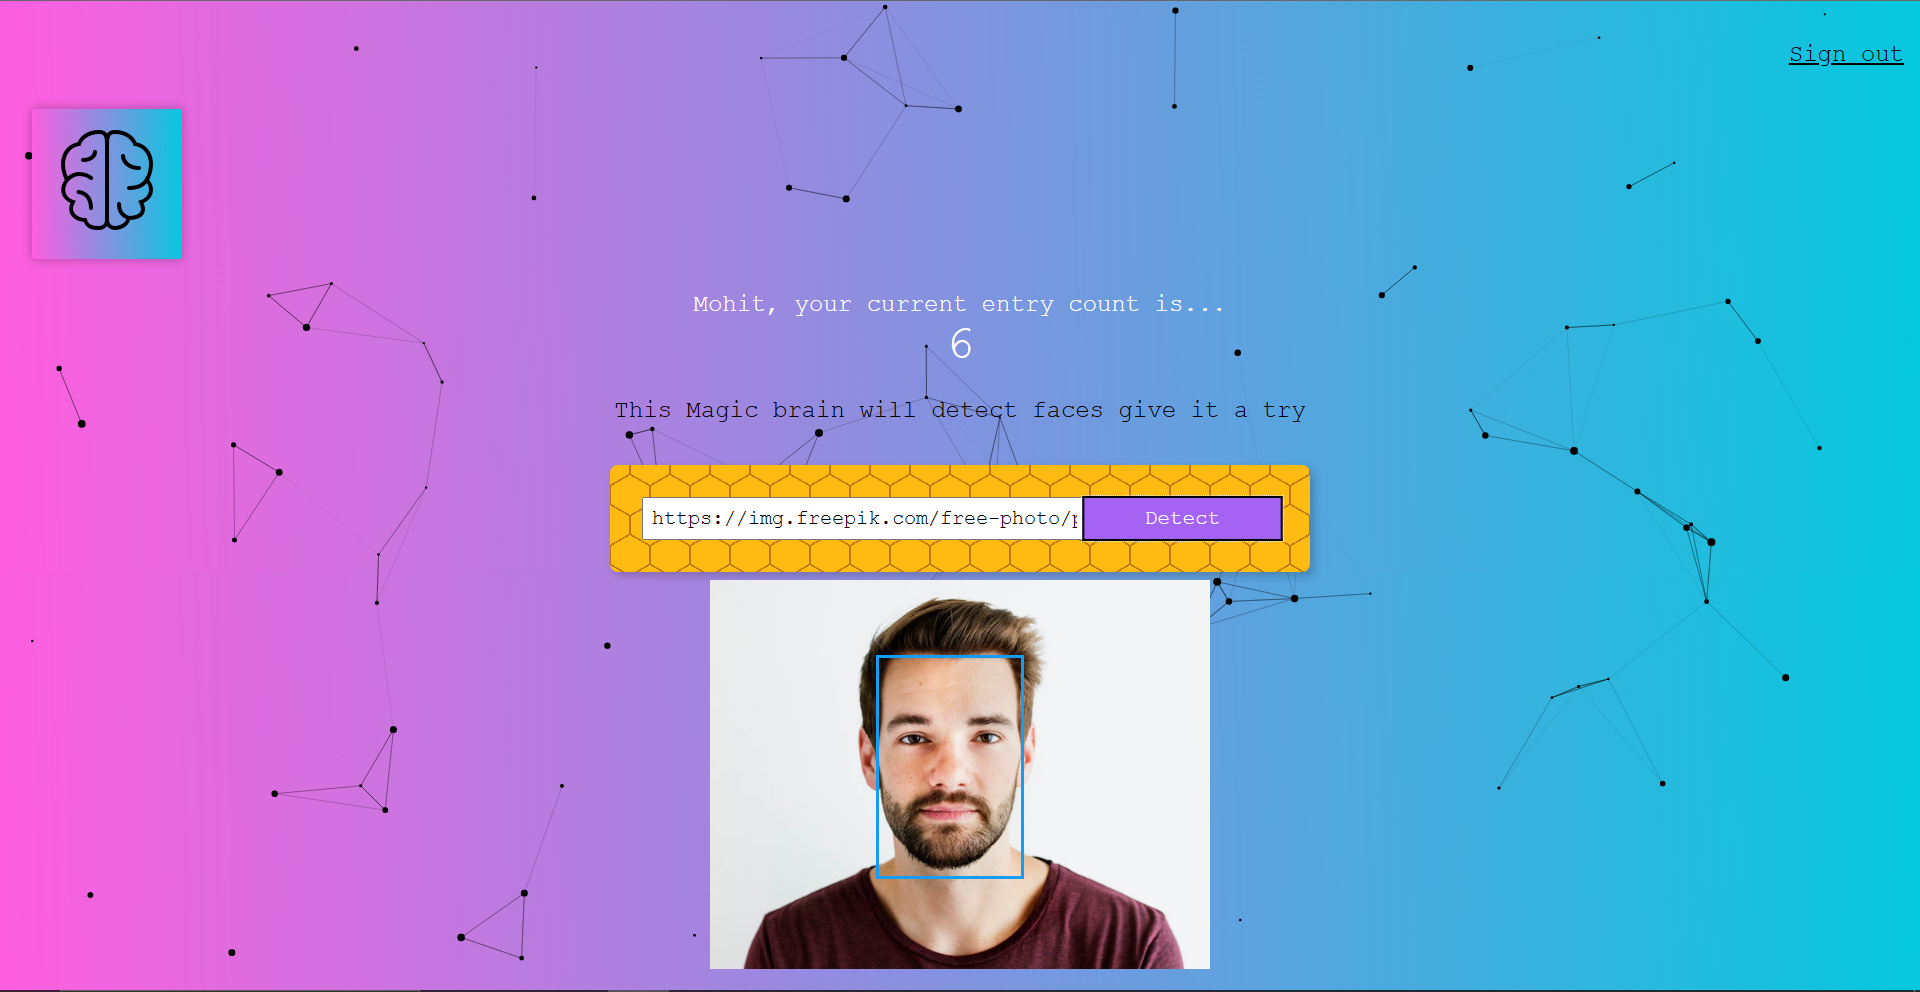 Sign out
Mohit, your current entry count is...
6
This Magic brain will detect faces give it a try
https://img.freepik.com/free-photo/
Detect